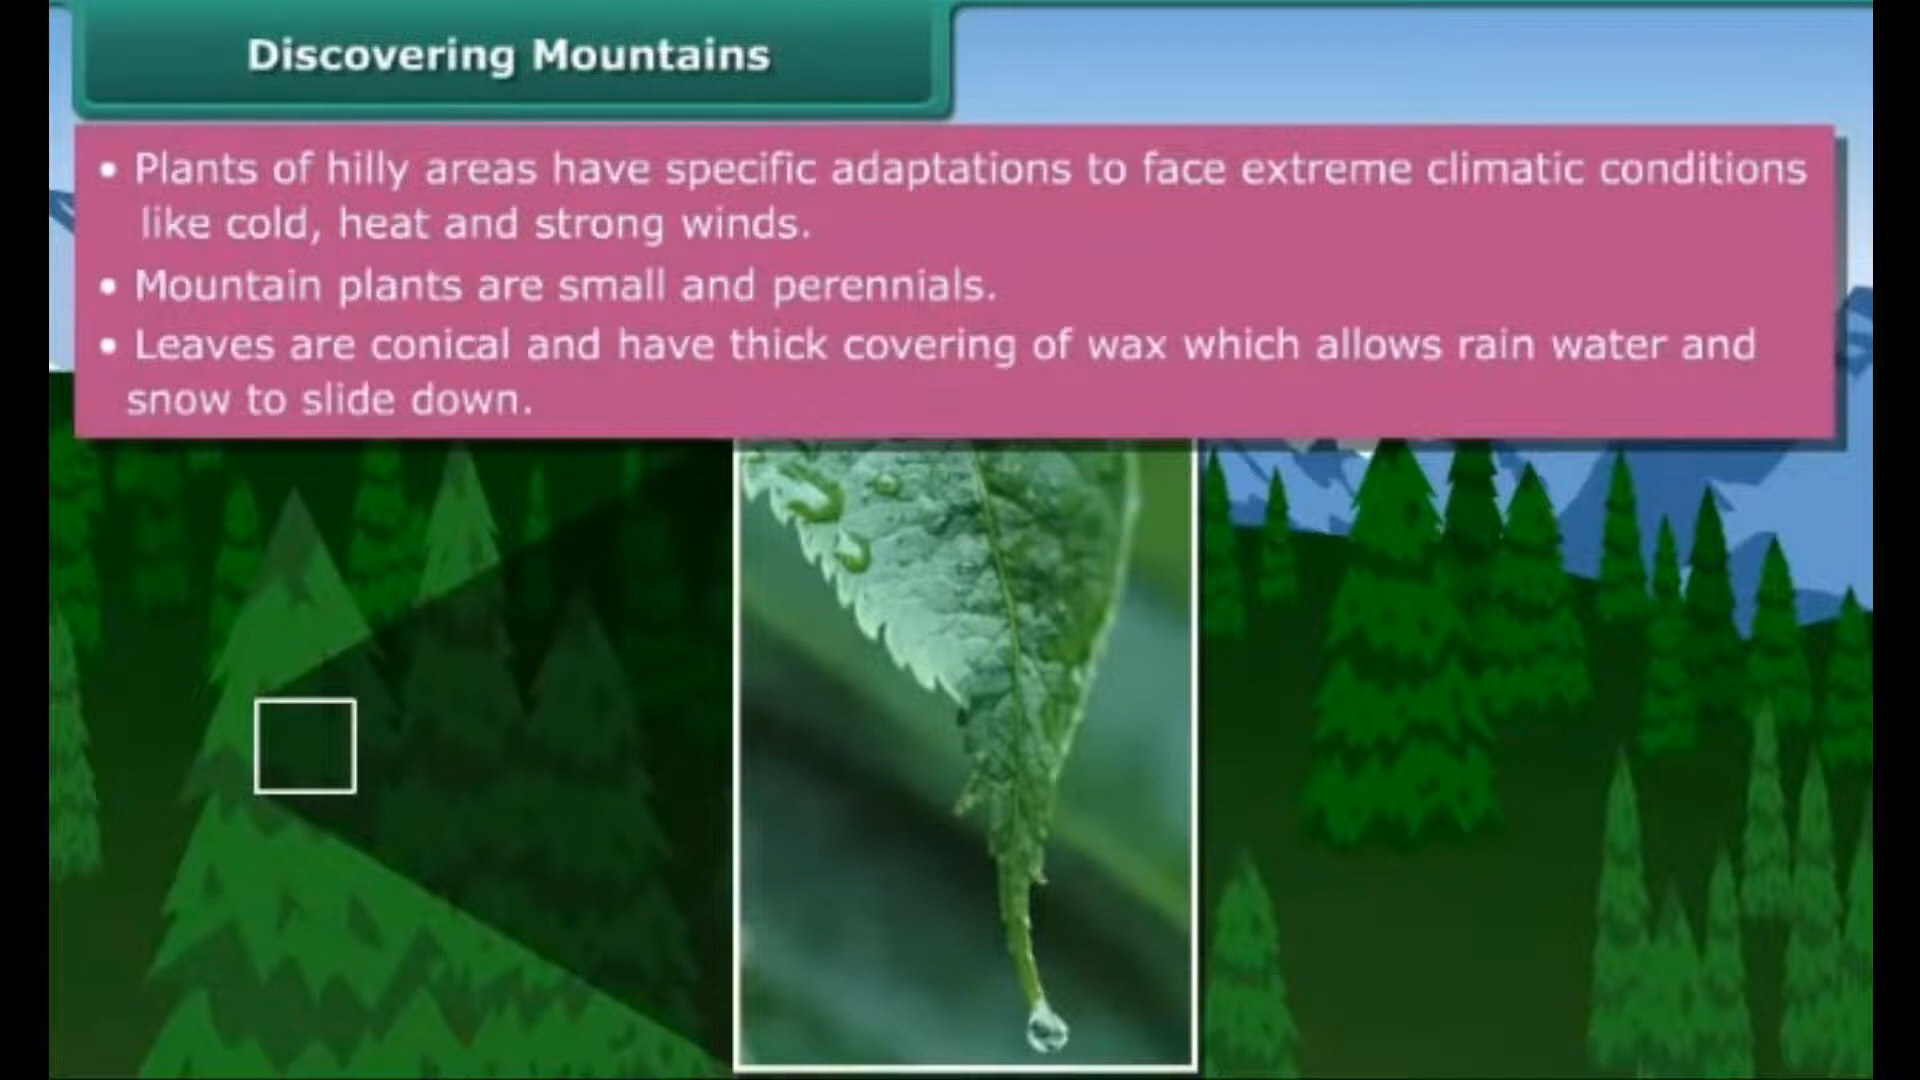 Discovering Mountains
• Plants of hilly areas have specific adaptations to face extreme climatic conditions
like cold, heat and strong winds.
• Mountain plants are small and perennials.
• Leaves are conical and have thick covering of wax which allows rain water and
snow to slide down.